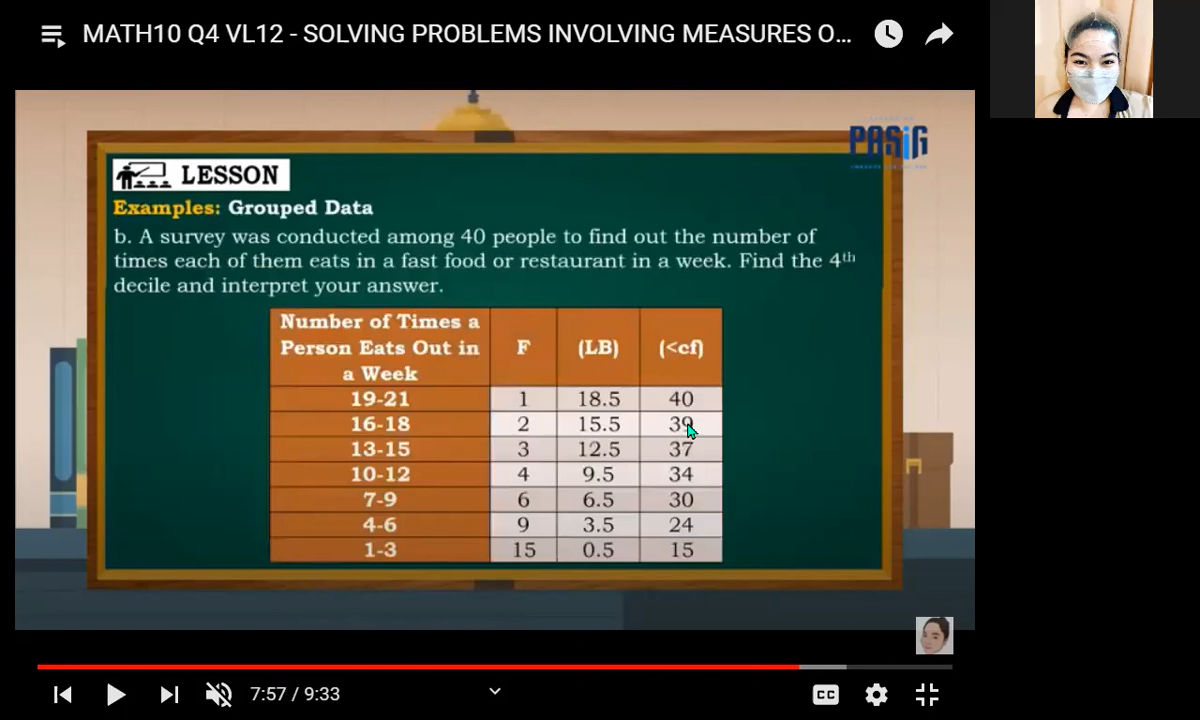 MATH10 Q4 VL12 - SOLVING PROBLEMS INVOLVING MEASURES O...
PASiG
LESSON
Examples: Grouped Data
b. A survey was conducted among 40 people to find out the number of
times each of them eats in a fast food or restaurant in a week. Find the 4th
decile and interpret your answer.
Number of Times a
Person Eats Out in
a Week
F (LB) (<cf)
19-21 1 18.5 40
16-18 2 15.5 39
13-15 3 12.5 37
10-12 4 9.5 34
7-9 6 6.5 30
4-6 9 3.5 24
1-3 15 0.5 15
7:57 / 9:33
CC